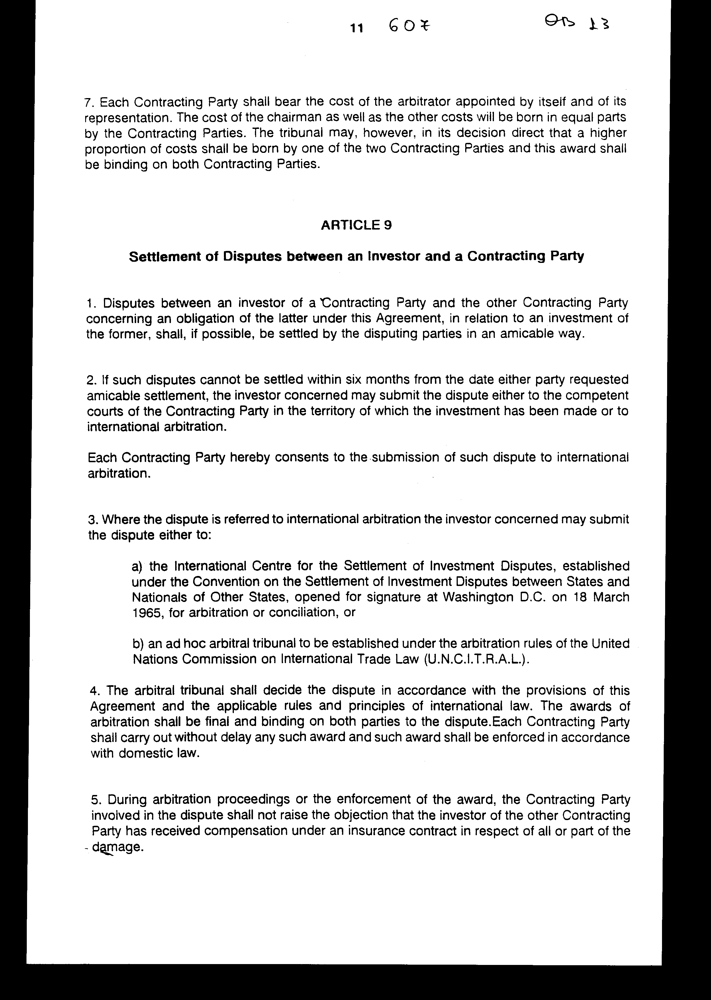 11 607
13
7. Each Contracting Party shall bear the cost of the arbitrator appointed by itself and of its
representation. The cost of the chairman as well as the other costs will be born in equal parts
by the Contracting Parties. The tribunal may, however, in its decision direct that a higher
proportion of costs shall be born by one of the two Contracting Parties and this award shall
be binding on both Contracting Parties.
ARTICLE 9
Settlement of Disputes between an Investor and a Contracting Party
1. Disputes between an investor of a Contracting Party and the other Contracting Party
concerning an obligation of the latter under this Agreement, in relation to an investment of
the former, shall, if possible, be settled by the disputing parties in an amicable way.
2. If such disputes cannot be settled within six months from the date either party requested
amicable settlement, the investor concerned may submit the dispute either to the competent
courts of the Contracting Party in the territory of which the investment has been made or to
international arbitration.
Each Contracting Party hereby consents to the submission of such dispute to international
arbitration.
3. Where the dispute is referred to international arbitration the investor concerned may submit
the dispute either to:
a) the International Centre for the Settlement of Investment Disputes, established
under the Convention on the Settlement of Investment Disputes between States and
Nationals of Other States, opened for signature at Washington D.C. on 18 March
1965, for arbitration or conciliation, or
b) an ad hoc arbitral tribunal to be established under the arbitration rules of the United
Nations Commission on International Trade Law (U.N.C.I.T.R.A.L.).
4. The arbitral tribunal shall decide the dispute in accordance with the provisions of this
Agreement and the applicable rules and principles of international law. The awards of
arbitration shall be final and binding on both parties to the dispute.Each Contracting Party
shall carry out without delay any such award and such award shall be enforced in accordance
with domestic law.
5. During arbitration proceedings or the enforcement of the award, the Contracting Party
involved in the dispute shall not raise the objection that the investor of the other Contracting
Party has received compensation under an insurance contract in respect of all or part of the
damage.